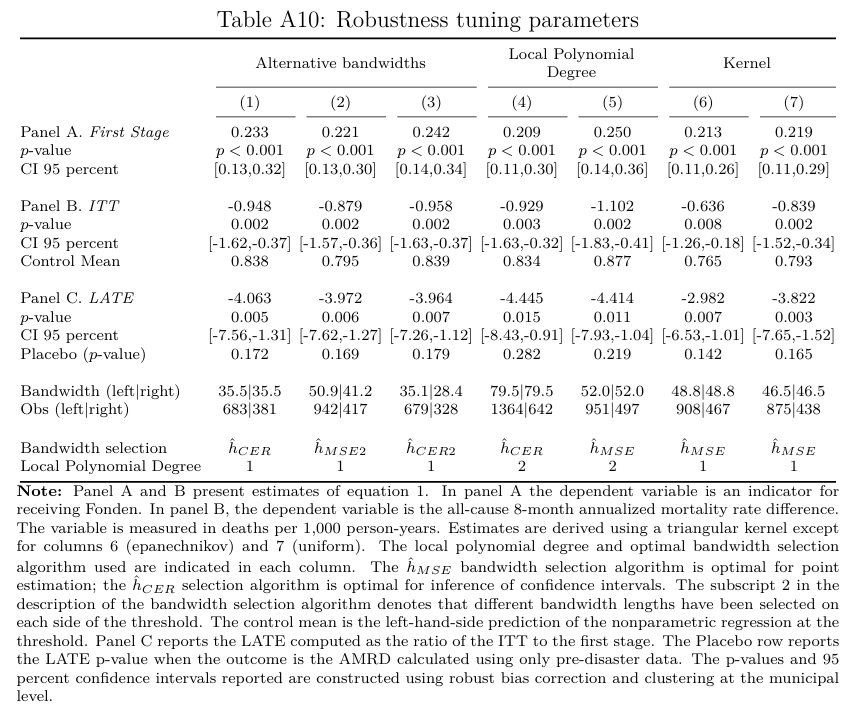 Table A10: Robustness tuning parameters
Alternative bandwidths Local Polynomial Degree Kernel
(1) (2) (3) (4) (5) (6) (7)
Panel A. First Stage 0.233 0.221 0.242 0.209 0.250 0.213 0.219
p-value p < 0.001 p < 0.001 p < 0.001 p < 0.001 p < 0.001 p < 0.001 p < 0.001
CI 95 percent [0.13,0.32] [0.13,0.30] [0.14,0.34] [0.11,0.30] [0.14,0.36] [0.11,0.26] [0.11,0.29]
Panel B. ITT -0.948 -0.879 -0.958 -0.929 -1.102 -0.636 -0.839
p-value 0.002 0.002 0.002 0.003 0.002 0.008 0.002
CI 95 percent [-1.62,-0.37] [-1.57,-0.36] [-1.63,-0.37] [-1.63,-0.32] [-1.83,-0.41] [-1.26,-0.18] [-1.52,-0.34]
Control Mean 0.838 0.795 0.839 0.834 0.877 0.765 0.793
Panel C. LATE -4.063 -3.972 -3.964 -4.445 -4.414 -2.982 -3.822
p-value 0.005 0.006 0.007 0.015 0.011 0.007 0.003
CI 95 percent [-7.56,-1.31] [-7.62,-1.27] [-7.26,-1.12] [-8.43,-0.91] [-7.93,-1.04] [-6.53,-1.01] [-7.65,-1.52]
Placebo (p-value) 0.172 0.169 0.179 0.282 0.219 0.142 0.165
Bandwidth (left|right) 35.5|35.5 50.9|41.2 35.1|28.4 79.5|79.5 52.0|52.0 48.8|48.8 46.5|46.5
Obs (left|right) 683|381 942|417 679|328 1364|642 951|497 908|467 875|438
Bandwidth selection ĥCER ĥMSE2 ĥCER2 ĥCER ĥMSE ĥMSE ĥMSE
Local Polynomial Degree 1 1 1 2 2 1 1
Note: Panel A and B present estimates of equation 1. In panel A the dependent variable is an indicator for
receiving Fonden. In panel B, the dependent variable is the all-cause 8-month annualized mortality rate difference.
The variable is measured in deaths per 1,000 person-years. Estimates are derived using a triangular kernel except
for columns 6 (epanechnikov) and 7 (uniform). The local polynomial degree and optimal bandwidth selection
algorithm used are indicated in each column. The ĥMSE bandwidth selection algorithm is optimal for point
estimation; the ĥCER selection algorithm is optimal for inference of confidence intervals. The subscript 2 in the
description of the bandwidth selection algorithm denotes that different bandwidth lengths have been selected on
each side of the threshold. The control mean is the left-hand-side prediction of the nonparametric regression at the
threshold. Panel C reports the LATE computed as the ratio of the ITT to the first stage. The Placebo row reports
the LATE p-value when the outcome is the AMRD calculated using only pre-disaster data. The p-values and 95
percent confidence intervals reported are constructed using robust bias correction and clustering at the municipal
level.